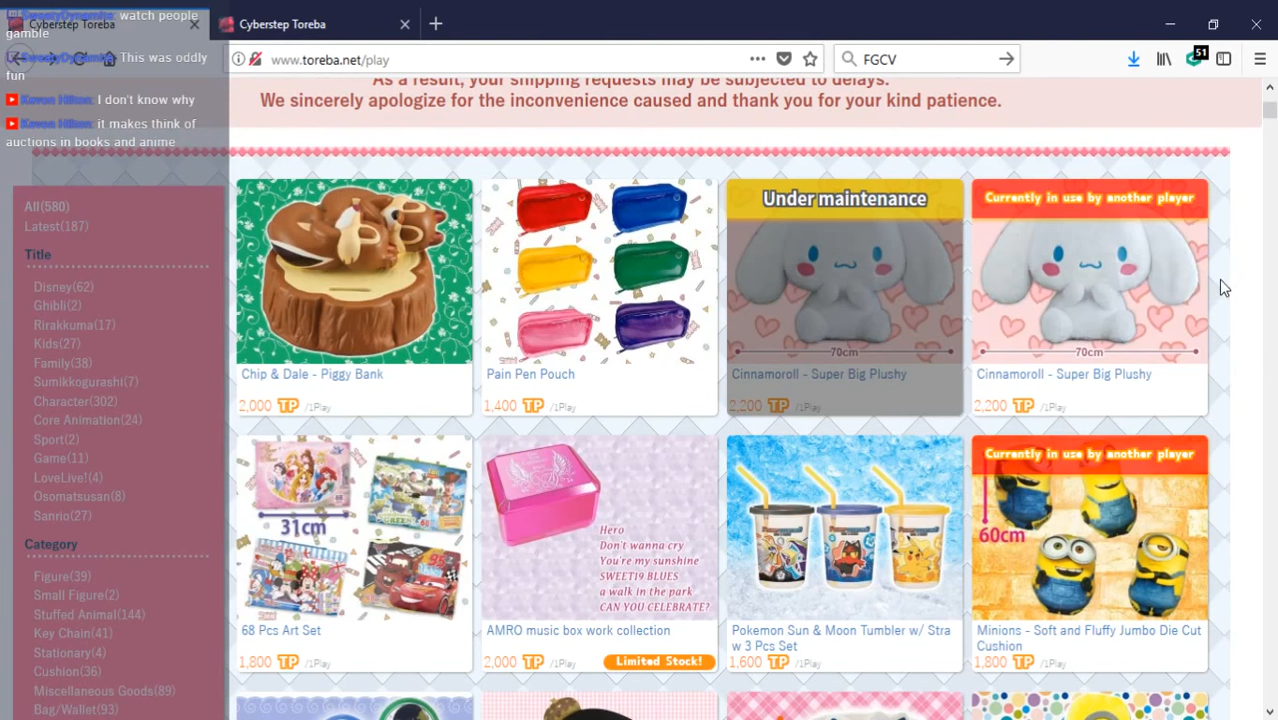 Cyberstep Toreba
Cyberstep Toreba
SweatyDynamite: watch people
gamble
SweatyDynamite: This was oddly
fun
Kevon Hilton: I don't know why
Kevon Hilton: it makes think of
auctions in books and anime
www.toreba.net/play
FGCV
51
As a result, your shipping requests may be subjected to delays.
We sincerely apologize for the inconvenience caused and thank you for your kind patience.
All(580)
Latest(187)
Title
Disney(62)
Ghibli(2)
Rirakkuma(17)
Kids(27)
Family(38)
Sumikkogurashi(7)
Character(302)
Core Animation(24)
Sport(2)
Game(11)
LoveLive!(4)
Osomatsusan(8)
Sanrio(27)
Category
Figure(39)
Small Figure(2)
Stuffed Animal(144)
Key Chain(41)
Stationary(4)
Cushion(36)
Miscellaneous Goods(89)
Bag/Wallet(93)
Chip & Dale - Piggy Bank
2,000 TP /1Play
Pain Pen Pouch
1,400 TP /1Play
Under maintenance
70cm
Cinnamoroll - Super Big Plushy
2,200 TP /1Play
Currently in use by another player
70cm
Cinnamoroll - Super Big Plushy
2,200 TP /1Play
31cm
68 Pcs Art Set
1,800 TP /1Play
Hero
Don't wanna cry
You're my sunshine
SWEET19 BLUES
a walk in the park
CAN YOU CELEBRATE?
AMRO music box work collection
2,000 TP /1Play
Limited Stock!
Pokemon Sun & Moon Tumbler w/ Stra
w 3 Pcs Set
1,600 TP /1Play
Currently in use by another player
60cm
Minions - Soft and Fluffy Jumbo Die Cut
Cushion
1,800 TP /1Play